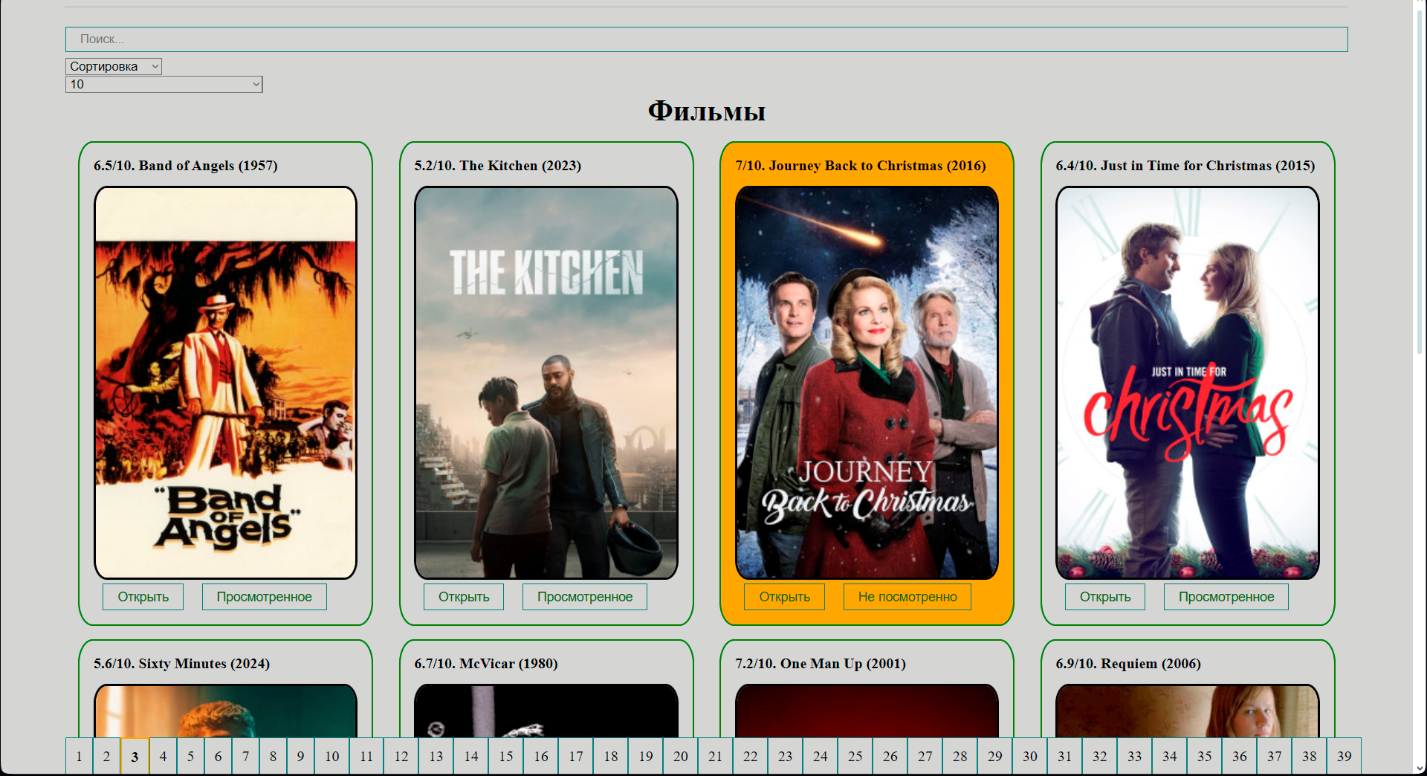 Поиск...
Сортировка
10
Фильмы
6.5/10. Band of Angels (1957)
5.2/10. The Kitchen (2023)
7/10. Journey Back to Christmas (2016)
6.4/10. Just in Time for Christmas (2015)
"Band
OF
Angels"
THE KITCHEN
JOURNEY
Back to Christmas
JUST IN TIME FOR
christmas
Открыть Просмотренное
Открыть Просмотренное
Открыть Не посмотренно
Открыть Просмотренное
5.6/10. Sixty Minutes (2024)
6.7/10. McVicar (1980)
7.2/10. One Man Up (2001)
6.9/10. Requiem (2006)
1 2 3 4 5 6 7 8 9 10 11 12 13 14 15 16 17 18 19 20 21 22 23 24 25 26 27 28 29 30 31 32 33 34 35 36 37 38 39